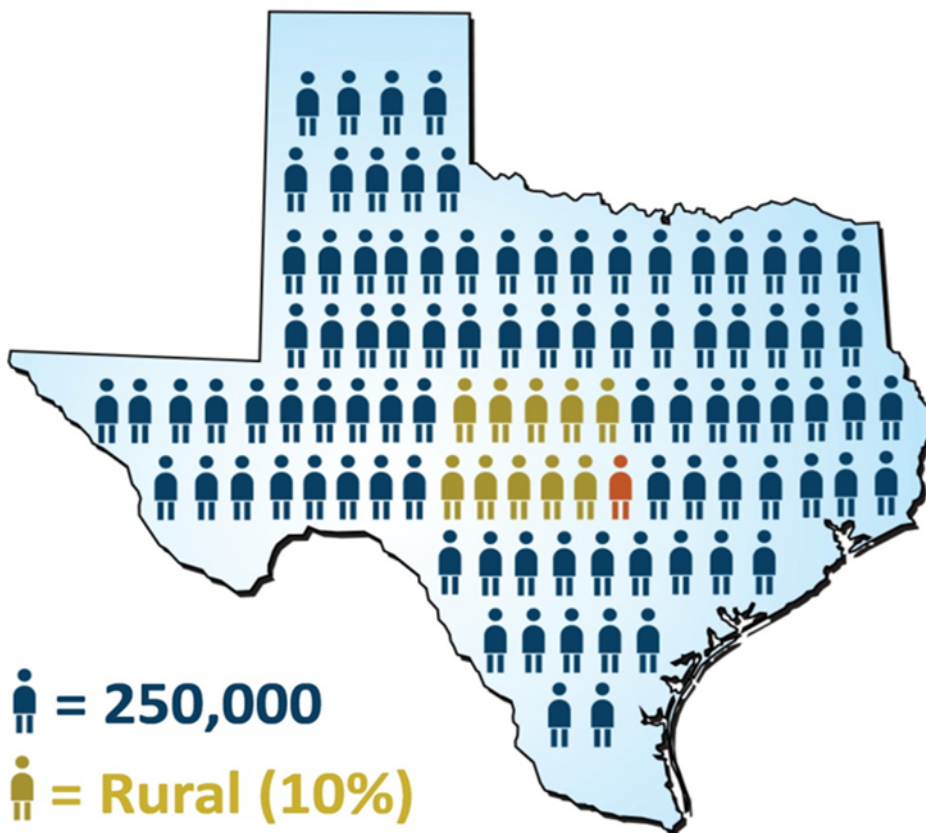 = 250,000
= Rural (10%)